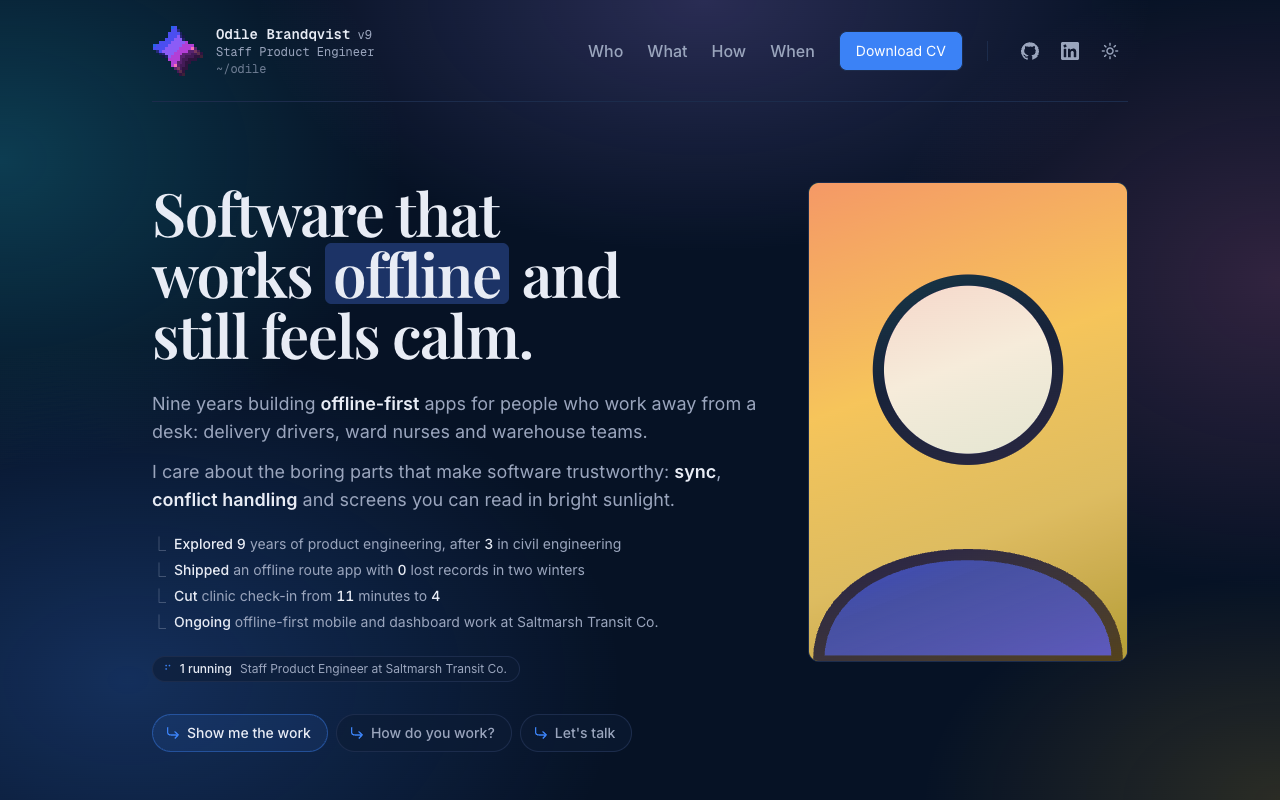 Odile Brandqvist v9
Staff Product Engineer
~/odile
Who
What
How
When
Download CV
Software that
works offline and
still feels calm.
Nine years building offline-first apps for people who work away from a
desk: delivery drivers, ward nurses and warehouse teams.
I care about the boring parts that make software trustworthy: sync,
conflict handling and screens you can read in bright sunlight.
Explored 9 years of product engineering, after 3 in civil engineering
Shipped an offline route app with 0 lost records in two winters
Cut clinic check-in from 11 minutes to 4
Ongoing offline-first mobile and dashboard work at Saltmarsh Transit Co.
1 running Staff Product Engineer at Saltmarsh Transit Co.
Show me the work
How do you work?
Let's talk